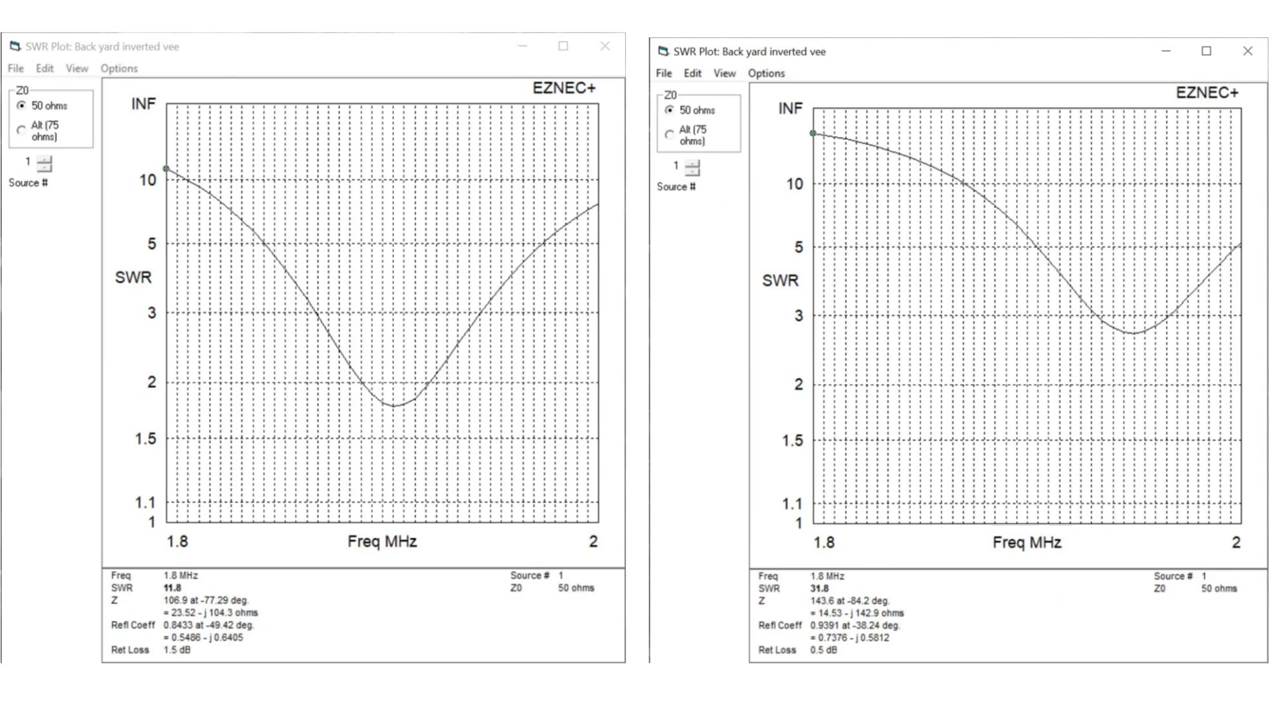 SWR Plot: Back yard inverted vee
File Edit View Options
Z0
50 ohms
Alt (75
ohms)
1
Source #
EZNEC+
INF
10
5
SWR
3
2
1.5
1.1
1
1.8 Freq MHz 2
Freq 1.8 MHz Source # 1
SWR 11.8 Z0 50 ohms
Z 106.9 at -77.29 deg.
= 23.52 - j 104.3 ohms
Refl Coeff 0.8433 at -49.42 deg.
= 0.5486 - j 0.6405
Ret Loss 1.5 dB
SWR Plot: Back yard inverted vee
File Edit View Options
Z0
50 ohms
Alt (75
ohms)
1
Source #
EZNEC+
INF
10
5
SWR
3
2
1.5
1.1
1
1.8 Freq MHz 2
Freq 1.8 MHz Source # 1
SWR 31.8 Z0 50 ohms
Z 143.6 at -84.2 deg.
= 14.53 - j 142.9 ohms
Refl Coeff 0.9391 at -38.24 deg.
= 0.7376 - j 0.5812
Ret Loss 0.5 dB